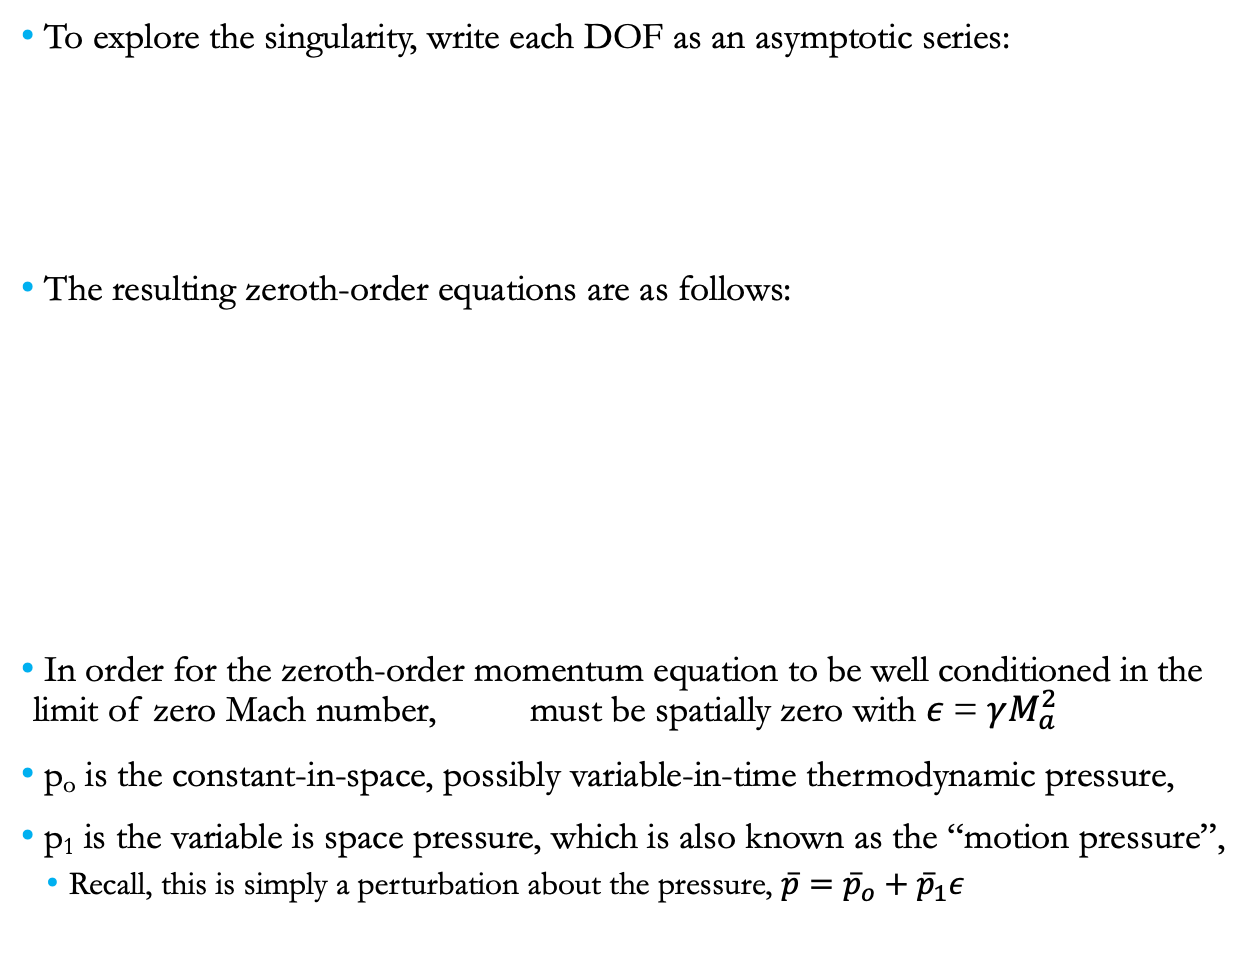 • To explore the singularity, write each DOF as an asymptotic series:
• The resulting zeroth-order equations are as follows:
• In order for the zeroth-order momentum equation to be well conditioned in the
limit of zero Mach number, must be spatially zero with ϵ = γM_a^2
• p_o is the constant-in-space, possibly variable-in-time thermodynamic pressure,
• p_1 is the variable is space pressure, which is also known as the “motion pressure”,
• Recall, this is simply a perturbation about the pressure, p̄ = p̄_o + p̄_1ϵ